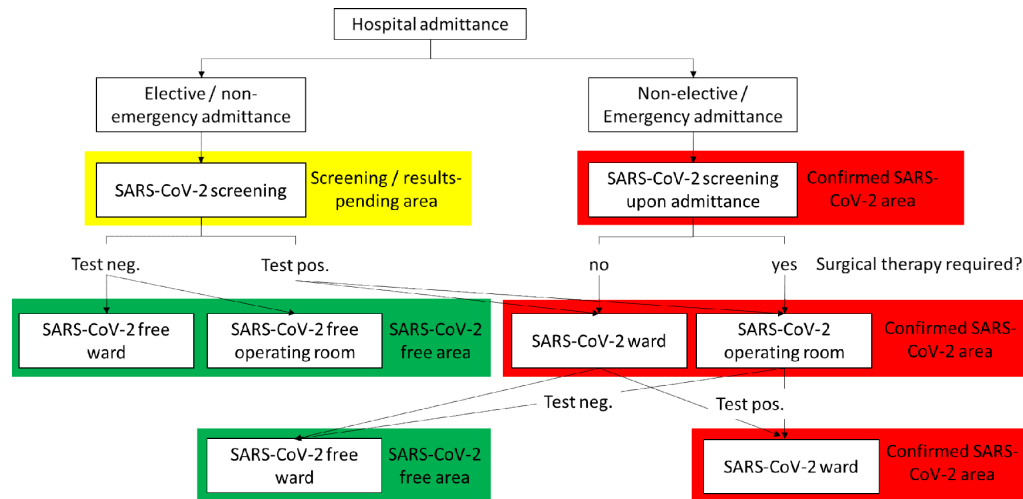 Hospital admittance
Elective / non-
emergency admittance
Non-elective /
Emergency admittance
SARS-CoV-2 screening
Screening / results-
pending area
SARS-CoV-2 screening
upon admittance
Confirmed SARS-
CoV-2 area
Test neg.
Test pos.
no
yes
Surgical therapy required?
SARS-CoV-2 free
ward
SARS-CoV-2 free
operating room
SARS-CoV-2
free area
SARS-CoV-2 ward
SARS-CoV-2
operating room
Confirmed SARS-
CoV-2 area
Test neg.
Test pos.
SARS-CoV-2 free
ward
SARS-CoV-2
free area
SARS-CoV-2 ward
Confirmed SARS-
CoV-2 area